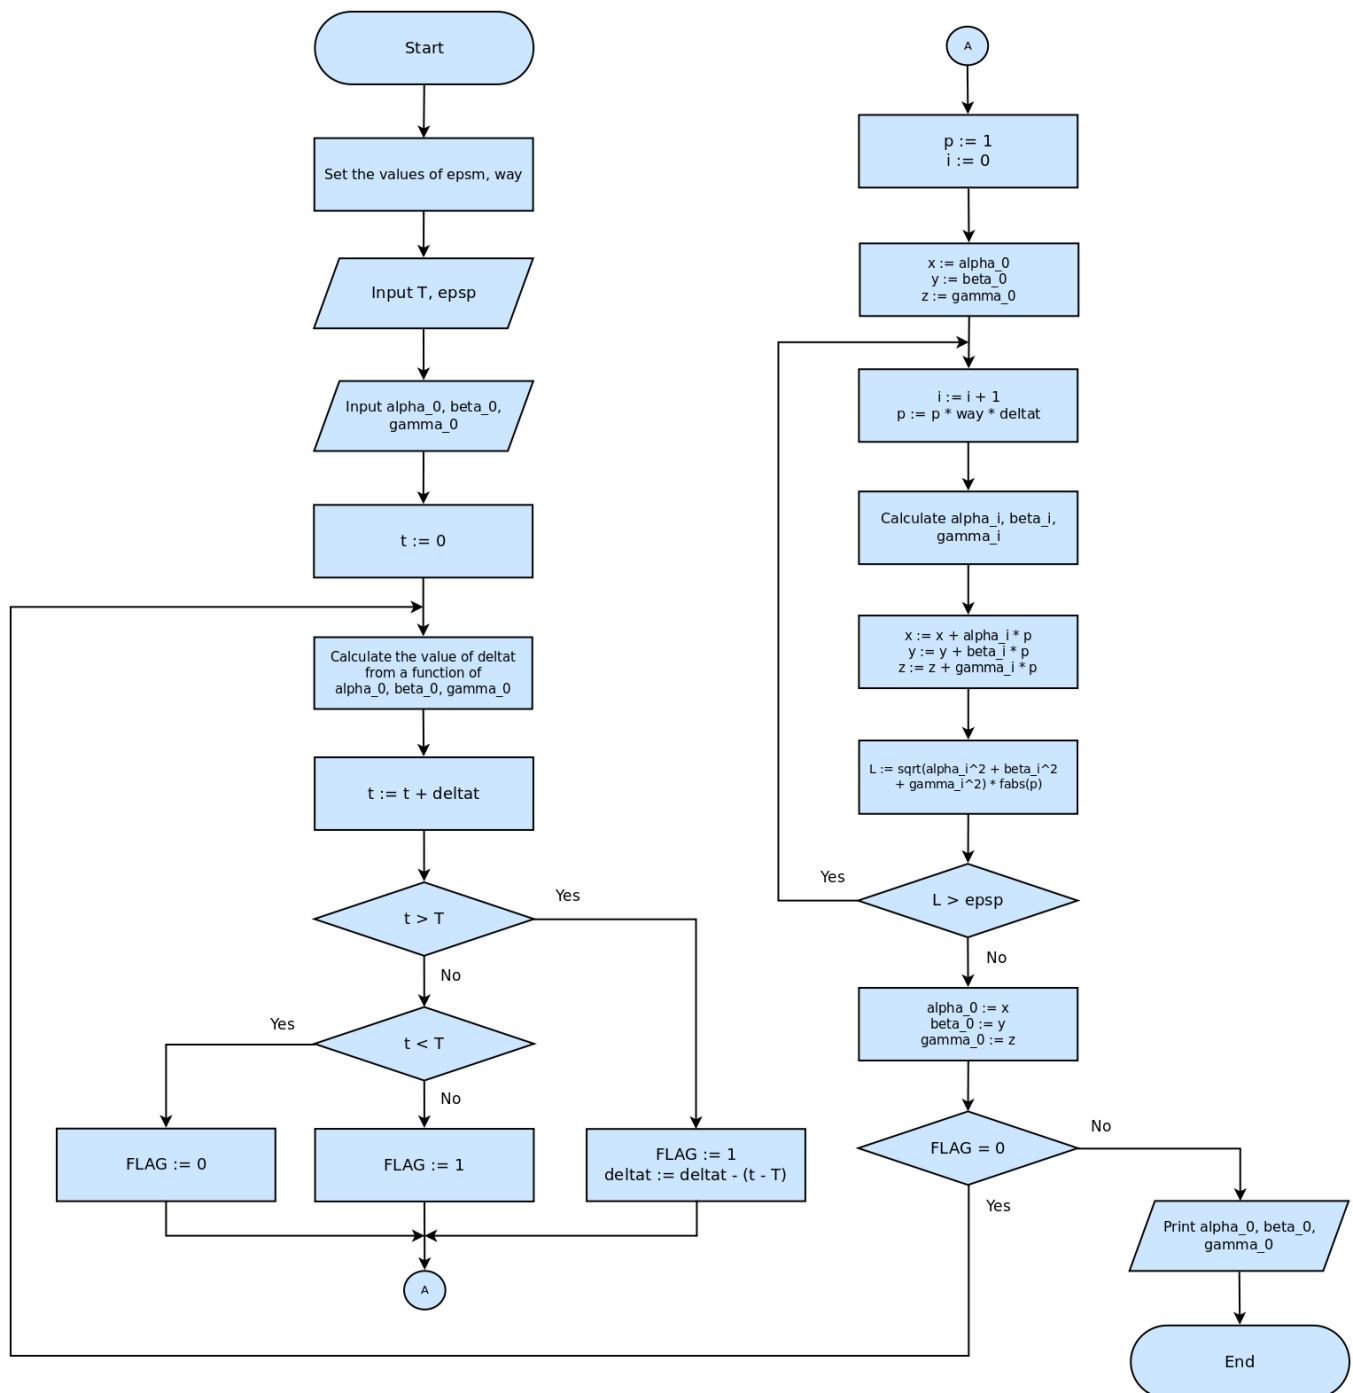 Start
Set the values of epsm, way
Input T, epsp
Input alpha_0, beta_0,
gamma_0
t := 0
Calculate the value of deltat
from a function of
alpha_0, beta_0, gamma_0
t := t + deltat
t > T
Yes
No
t < T
Yes
No
FLAG := 0
FLAG := 1
FLAG := 1
deltat := deltat - (t - T)
A
A
p := 1
i := 0
x := alpha_0
y := beta_0
z := gamma_0
i := i + 1
p := p * way * deltat
Calculate alpha_i, beta_i,
gamma_i
x := x + alpha_i * p
y := y + beta_i * p
z := z + gamma_i * p
L := sqrt(alpha_i^2 + beta_i^2
+ gamma_i^2) * fabs(p)
Yes
L > epsp
No
alpha_0 := x
beta_0 := y
gamma_0 := z
FLAG = 0
No
Yes
Print alpha_0, beta_0,
gamma_0
End